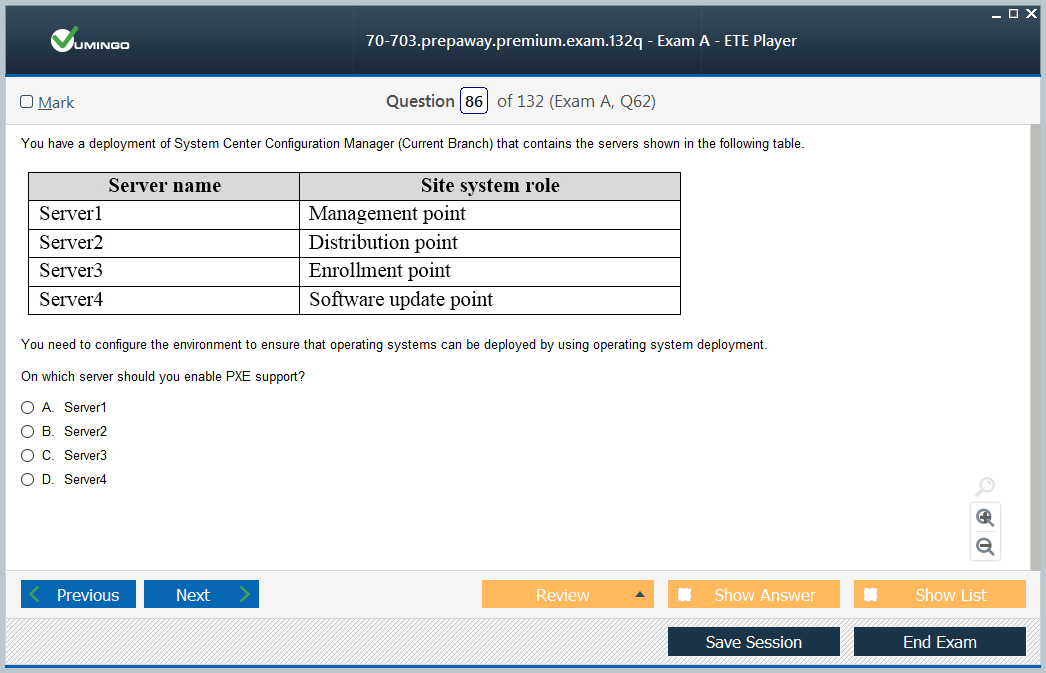 VUMINGO
70-703.prepaway.premium.exam.132q - Exam A - ETE Player
Mark
Question 86 of 132 (Exam A, Q62)
You have a deployment of System Center Configuration Manager (Current Branch) that contains the servers shown in the following table.
Server name Site system role
Server1 Management point
Server2 Distribution point
Server3 Enrollment point
Server4 Software update point
You need to configure the environment to ensure that operating systems can be deployed by using operating system deployment.
On which server should you enable PXE support?
A. Server1
B. Server2
C. Server3
D. Server4
Previous Next Review Show Answer Show List
Save Session End Exam